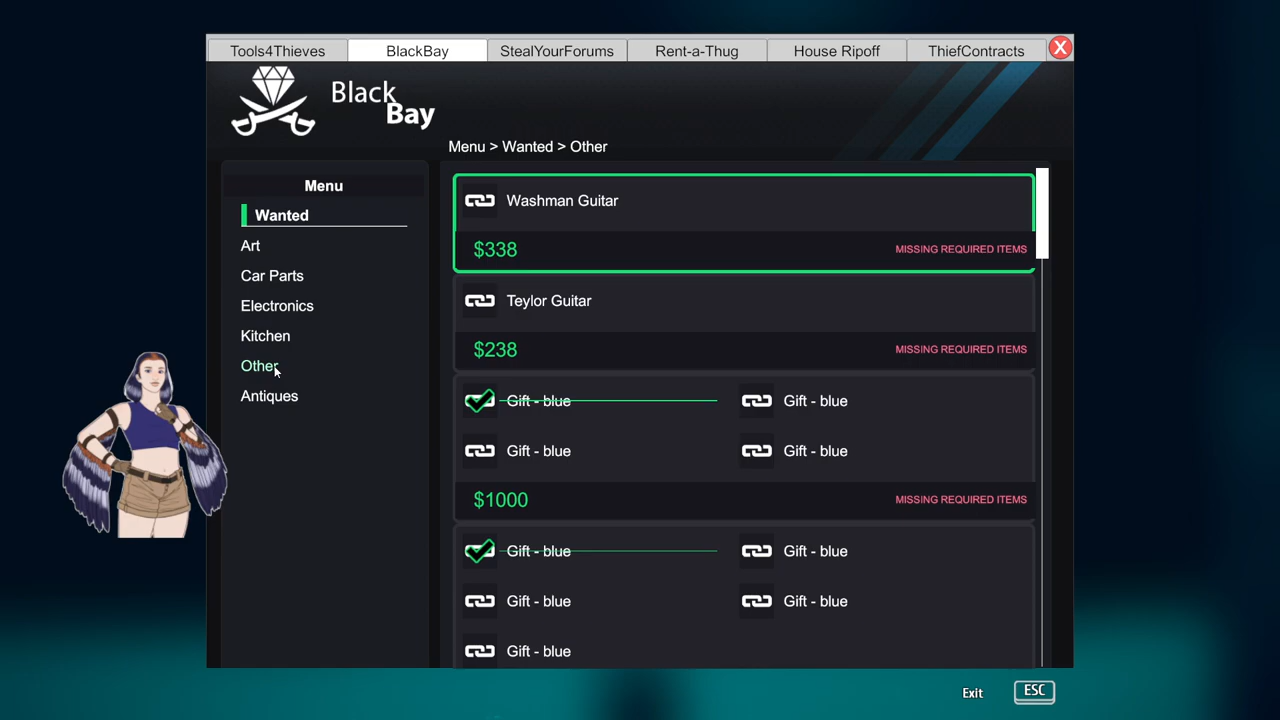 Tools4Thieves BlackBay StealYourForums Rent-a-Thug House Ripoff ThiefContracts X
Black
Bay
Menu > Wanted > Other
Menu
Wanted
Art
Car Parts
Electronics
Kitchen
Other
Antiques
Washman Guitar
$338 MISSING REQUIRED ITEMS
Teylor Guitar
$238 MISSING REQUIRED ITEMS
Gift - blue Gift - blue
Gift - blue Gift - blue
$1000 MISSING REQUIRED ITEMS
Gift - blue Gift - blue
Gift - blue Gift - blue
Gift - blue
Exit ESC